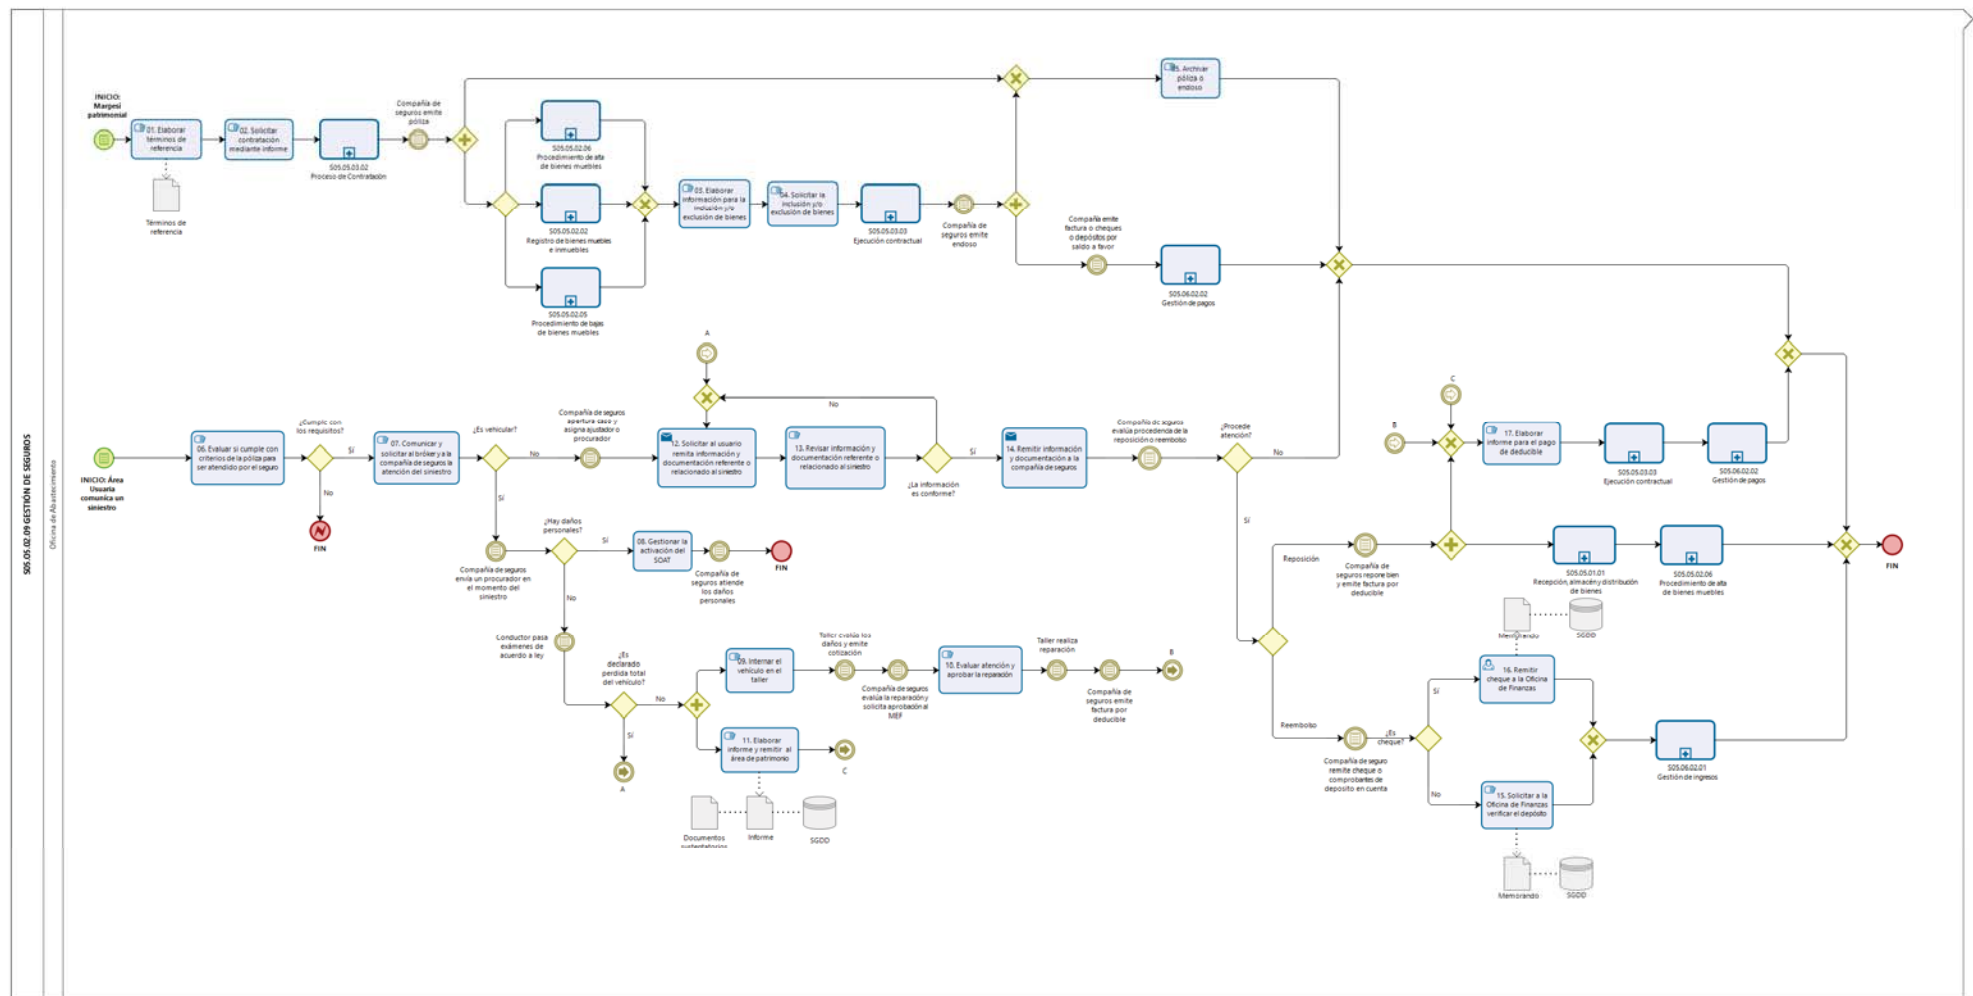 S05.05.02.09 GESTIÓN DE SEGUROS
Oficina de Abastecimiento
INICIO:
Margesí
patrimonial
01. Elaborar
términos de
referencia
Términos de
referencia
02. Solicitar
contratación
mediante informe
S05.05.03.02
Proceso de Contratación
Compañía de
seguros emite
póliza
S05.05.02.06
Procedimiento de alta
de bienes muebles
S05.05.02.02
Registro de bienes muebles
e inmuebles
S05.05.02.05
Procedimiento de bajas
de bienes muebles
03. Elaborar
información para la
inclusión y/o
exclusión de bienes
04. Solicitar la
inclusión y/o
exclusión de bienes
S05.05.03.03
Ejecución contractual
Compañía de
seguros emite
endoso
05. Archivar
póliza o
endoso
Compañía emite
factura o cheques
o depósitos por
saldo a favor
S05.06.02.02
Gestión de pagos
INICIO: Área
Usuaria
comunica un
siniestro
06. Evaluar si cumple con
criterios de la póliza para
ser atendido por el seguro
¿Cumple con
los requisitos?
Sí
No
FIN
07. Comunicar y
solicitar al bróker y a la
compañía de seguros la
atención del siniestro
¿Es vehicular?
No
Sí
Compañía de seguros
apertura caso y
asigna ajustador o
procurador
A
12. Solicitar al usuario
remita información y
documentación referente o
relacionado al siniestro
13. Revisar información y
documentación referente o
relacionado al siniestro
No
¿La información
es conforme?
Sí
14. Remitir información
y documentación a la
compañía de seguros
Compañía de seguros
evalúa procedencia de la
reposición o reembolso
¿Procede
atención?
No
Sí
Compañía de seguros
envía un procurador en
el momento del
siniestro
¿Hay daños
personales?
Sí
No
08. Gestionar la
activación del
SOAT
Compañía de
seguros atiende
los daños
personales
FIN
Conductor pasa
exámenes de
acuerdo a ley
¿Es
declarado
perdida total
del vehículo?
No
Sí
A
09. Internar el
vehículo en el
taller
Taller evalúa los
daños y emite
cotización
Compañía de seguros
evalúa la reparación y
solicita aprobación al
MEF
10. Evaluar atención y
aprobar la reparación
Taller realiza
reparación
Compañía de
seguros emite
factura por
deducible
B
11. Elaborar
informe y remitir al
área de patrimonio
C
Documentos
sustentatorios
Informe
SGDD
Reposición
Compañía de
seguros repone bien
y emite factura por
deducible
B
C
17. Elaborar
informe para el pago
de deducible
S05.05.03.03
Ejecución contractual
S05.06.02.02
Gestión de pagos
S05.05.01.01
Recepción, almacén y distribución
de bienes
S05.05.02.06
Procedimiento de alta
de bienes muebles
FIN
Memorando
SGDD
Reembolso
Compañía de seguro
remite cheque o
comprobantes de
deposito en cuenta
¿Es
cheque?
Sí
No
16. Remitir
cheque a la Oficina
de Finanzas
15. Solicitar a la
Oficina de Finanzas
verificar el depósito
S05.06.02.01
Gestión de ingresos
Memorando
SGDD